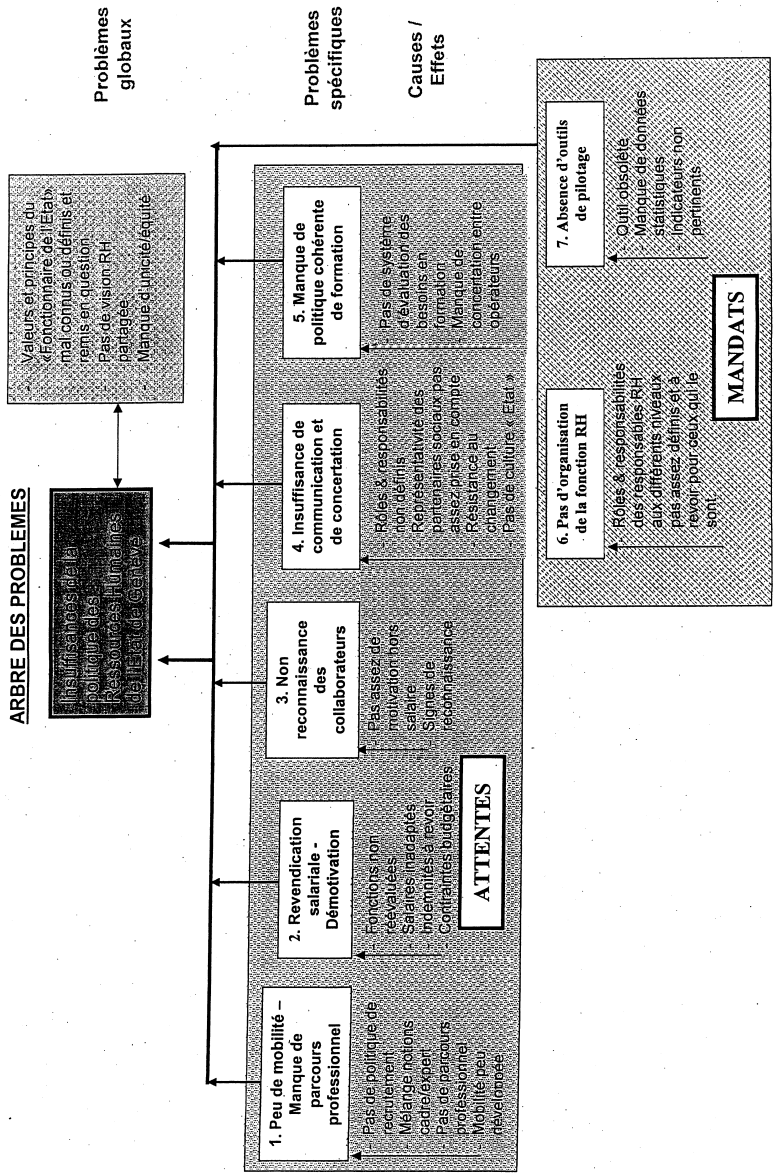 ARBRE DES PROBLEMES
Insuffisances de la
politique des
Ressources Humaines
de l'Etat de Genève
- Valeurs et principes du
«Fonctionnaire de l'Etat»
mal connus ou définis et
remis en question
- Pas de vision RH
partagée
- Manque d'unicité/équité
Problèmes
globaux
1. Peu de mobilité –
Manque de
parcours
professionnel
2. Revendication
salariale -
Démotivation
3. Non
reconnaissance
des
collaborateurs
4. Insuffisance de
communication et
de concertation
5. Manque de
politique cohérente
de formation
Problèmes
spécifiques
- Pas de politique de
recrutement
- Mélange notions
cadre/expert
- Pas de parcours
professionnel
- Mobilité peu
développée
- Fonctions non
réévaluées
- Salaires inadaptés
- Indemnités à revoir
- Contraintes budgétaires
- Pas assez de
motivation hors
salaire
- Signes de
reconnaissance
- Rôles & responsabilités
non définis
- Représentativité des
partenaires sociaux pas
assez prise en compte
- Résistance au
changement
- Pas de culture « Etat »
- Pas de système
d'évaluation des
besoins en
formation
- Manque de
concertation entre
opérateurs
Causes /
Effets
ATTENTES
6. Pas d'organisation
de la fonction RH
7. Absence d'outils
de pilotage
- Rôles & responsabilités
des responsables RH
aux différents niveaux
pas assez définis et à
revoir pour ceux qui le
sont
- Outil obsolète
- Manque de données
statistiques
- Indicateurs non
pertinents
MANDATS